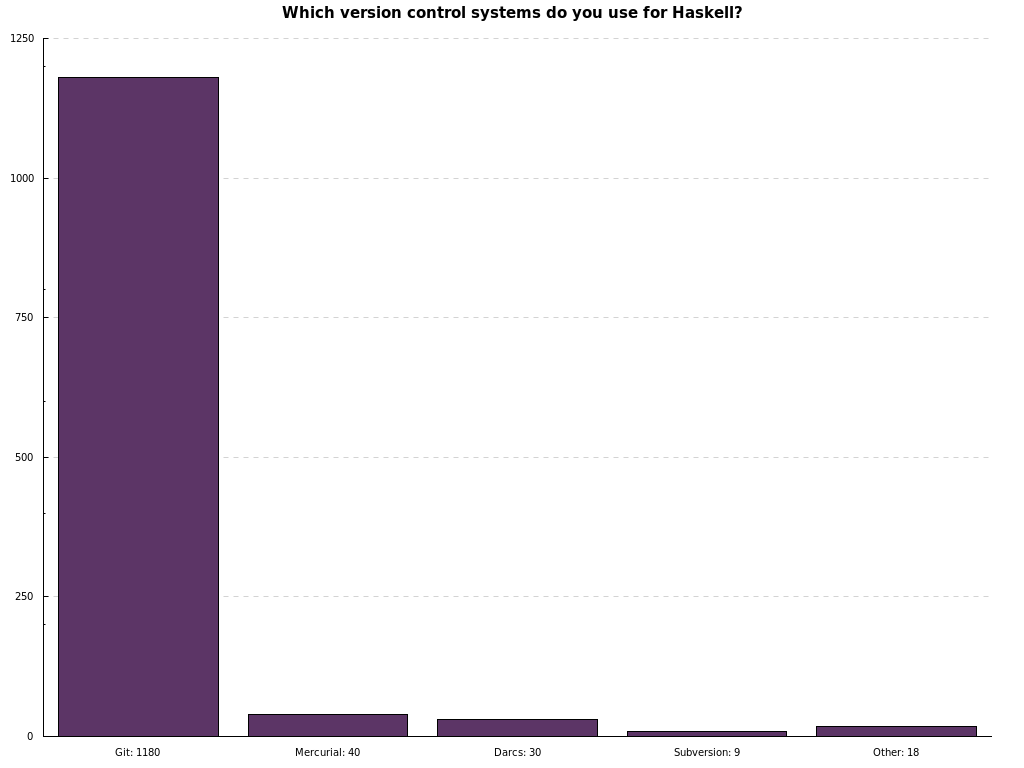 Which version control systems do you use for Haskell?
1250
1000
750
500
250
0
Git: 1180
Mercurial: 40
Darcs: 30
Subversion: 9
Other: 18